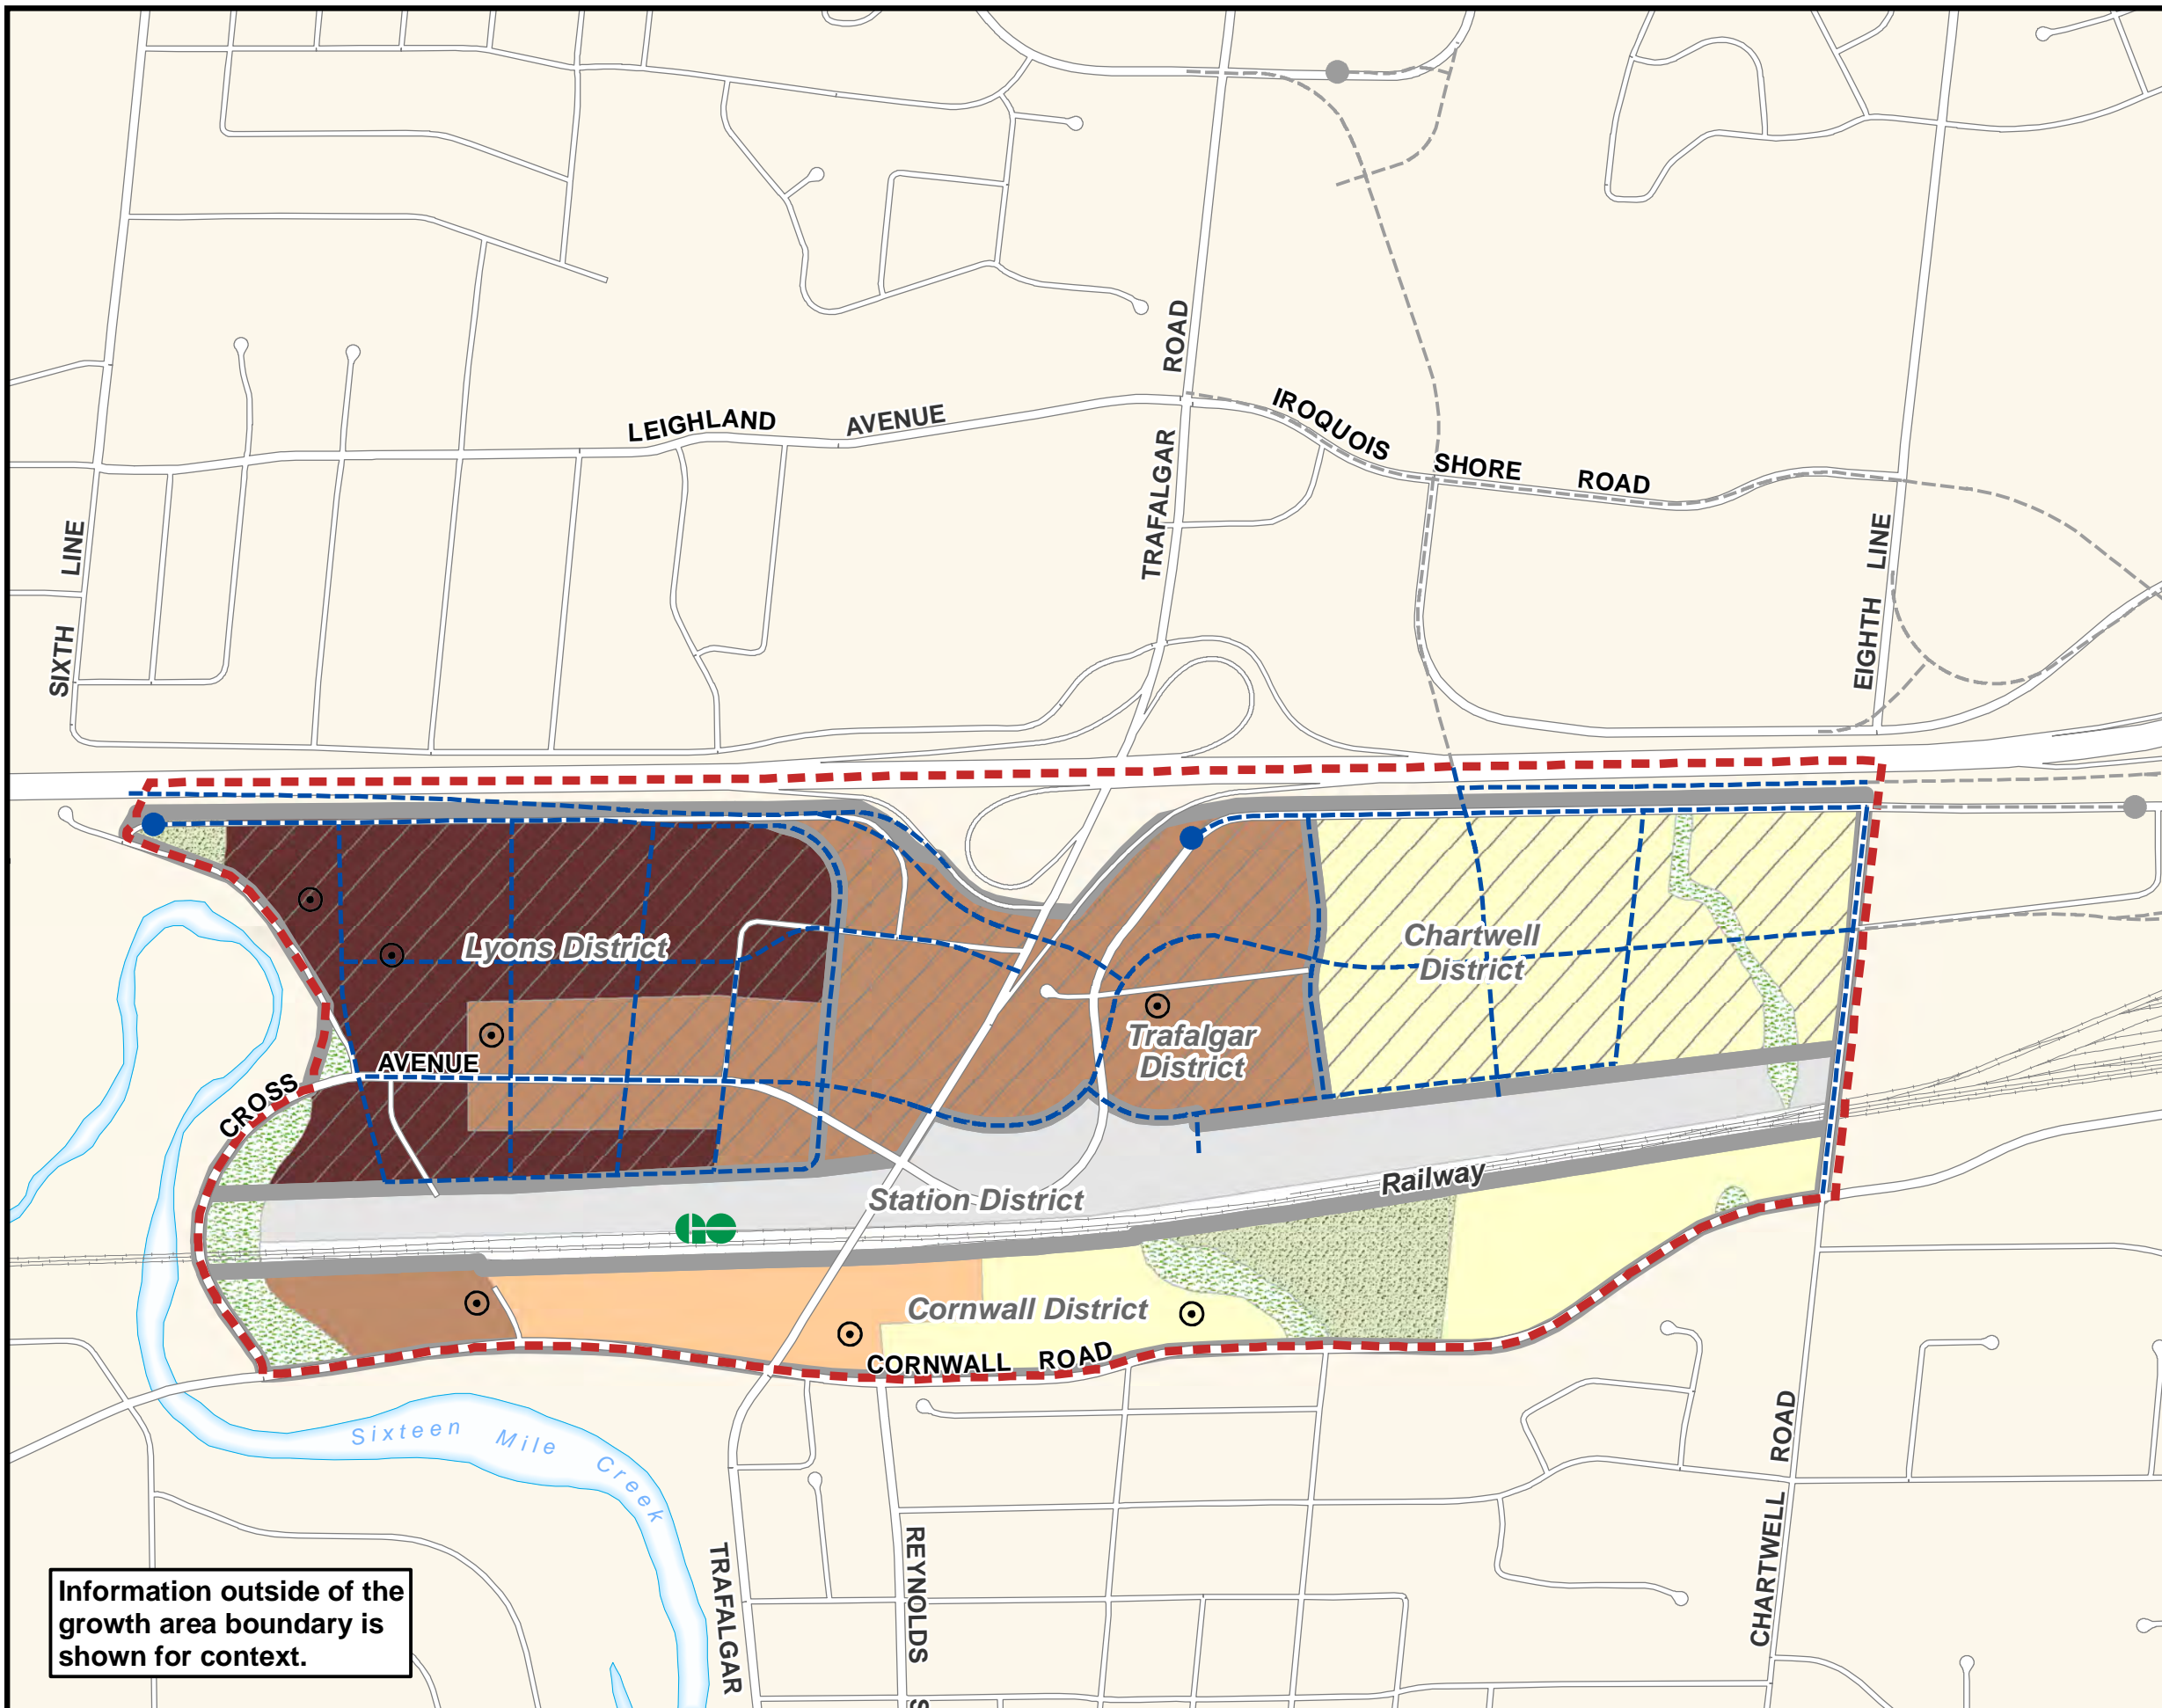 LEIGHLAND AVENUE
TRAFALGAR ROAD
IROQUOIS SHORE ROAD
SIXTH LINE
EIGHTH LINE
Lyons District
Chartwell
District
Trafalgar
District
AVENUE
CROSS
Station District
Railway
GO
Cornwall District
CORNWALL ROAD
Sixteen Mile Creek
TRAFALGAR
REYNOLDS S
CHARTWELL ROAD
Information outside of the
growth area boundary is
shown for context.